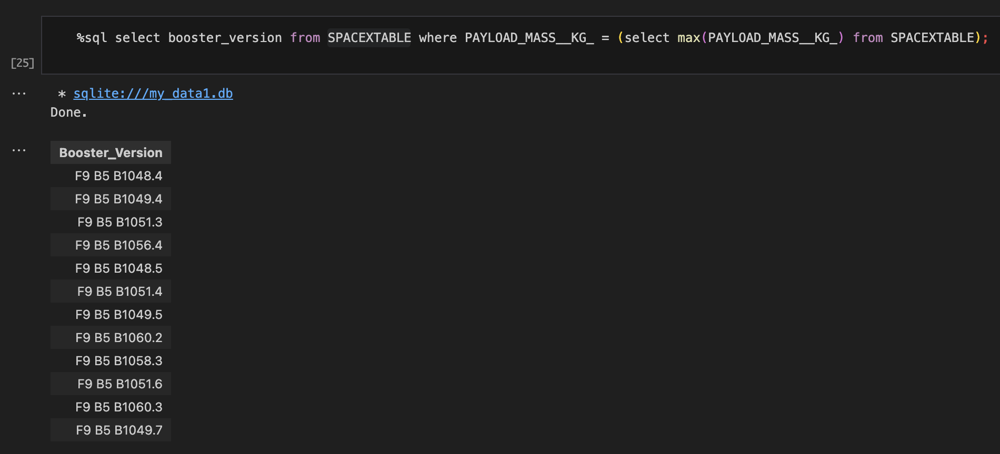 %sql select booster_version from SPACEXTABLE where PAYLOAD_MASS__KG_ = (select max(PAYLOAD_MASS__KG_) from SPACEXTABLE);
[25]
... * sqlite:///my_data1.db
Done.
... Booster_Version
F9 B5 B1048.4
F9 B5 B1049.4
F9 B5 B1051.3
F9 B5 B1056.4
F9 B5 B1048.5
F9 B5 B1051.4
F9 B5 B1049.5
F9 B5 B1060.2
F9 B5 B1058.3
F9 B5 B1051.6
F9 B5 B1060.3
F9 B5 B1049.7